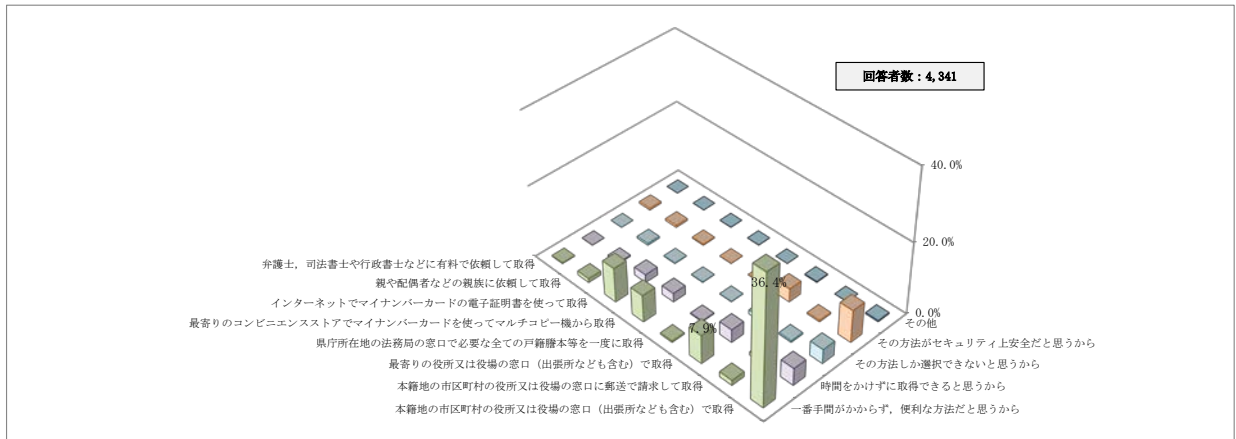 回答者数：4,341
40.0%
20.0%
0.0%
36.4%
7.9%
弁護士，司法書士や行政書士などに有料で依頼して取得
親や配偶者などの親族に依頼して取得
インターネットでマイナンバーカードの電子証明書を使って取得
最寄りのコンビニエンスストアでマイナンバーカードを使ってマルチコピー機から取得
県庁所在地の法務局の窓口で必要な全ての戸籍謄本等を一度に取得
最寄りの役所又は役場の窓口（出張所なども含む）で取得
本籍地の市区町村の役所又は役場の窓口に郵送で請求して取得
本籍地の市区町村の役所又は役場の窓口（出張所なども含む）で取得
その他
その方法がセキュリティ上安全だと思うから
その方法しか選択できないと思うから
時間をかけずに取得できると思うから
一番手間がかからず，便利な方法だと思うから